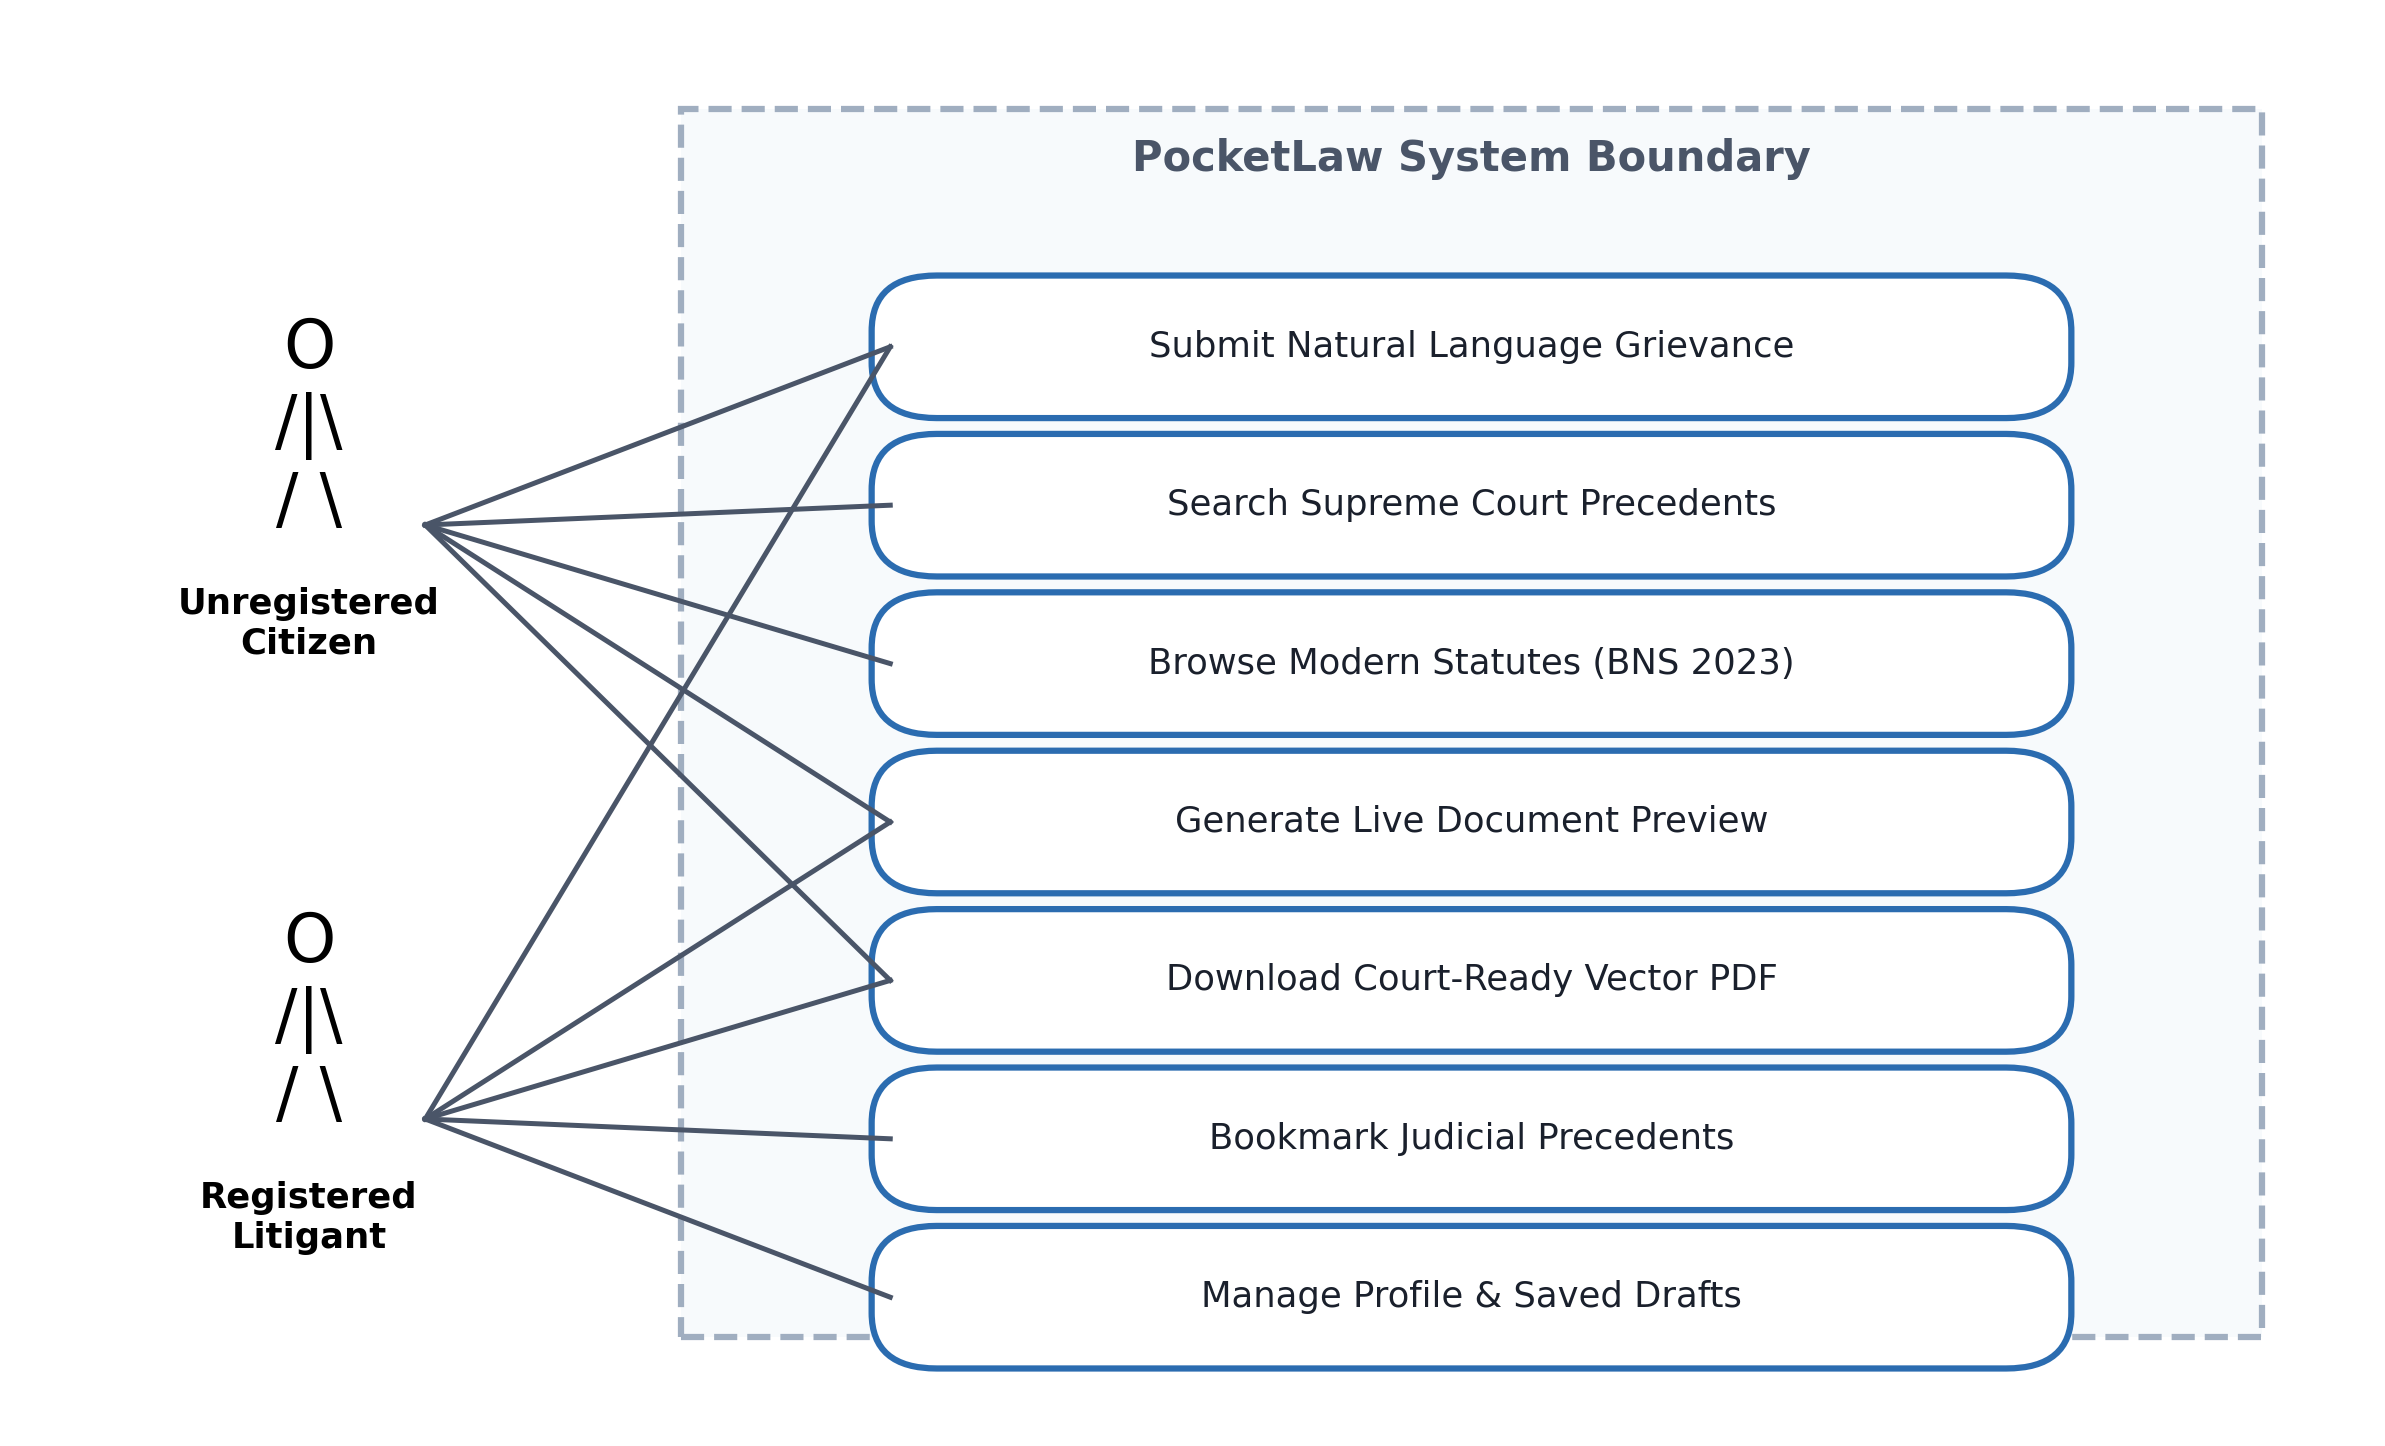 PocketLaw System Boundary
Submit Natural Language Grievance
Search Supreme Court Precedents
Unregistered
Citizen
Browse Modern Statutes (BNS 2023)
Generate Live Document Preview
Download Court-Ready Vector PDF
Bookmark Judicial Precedents
Registered
Litigant
Manage Profile & Saved Drafts